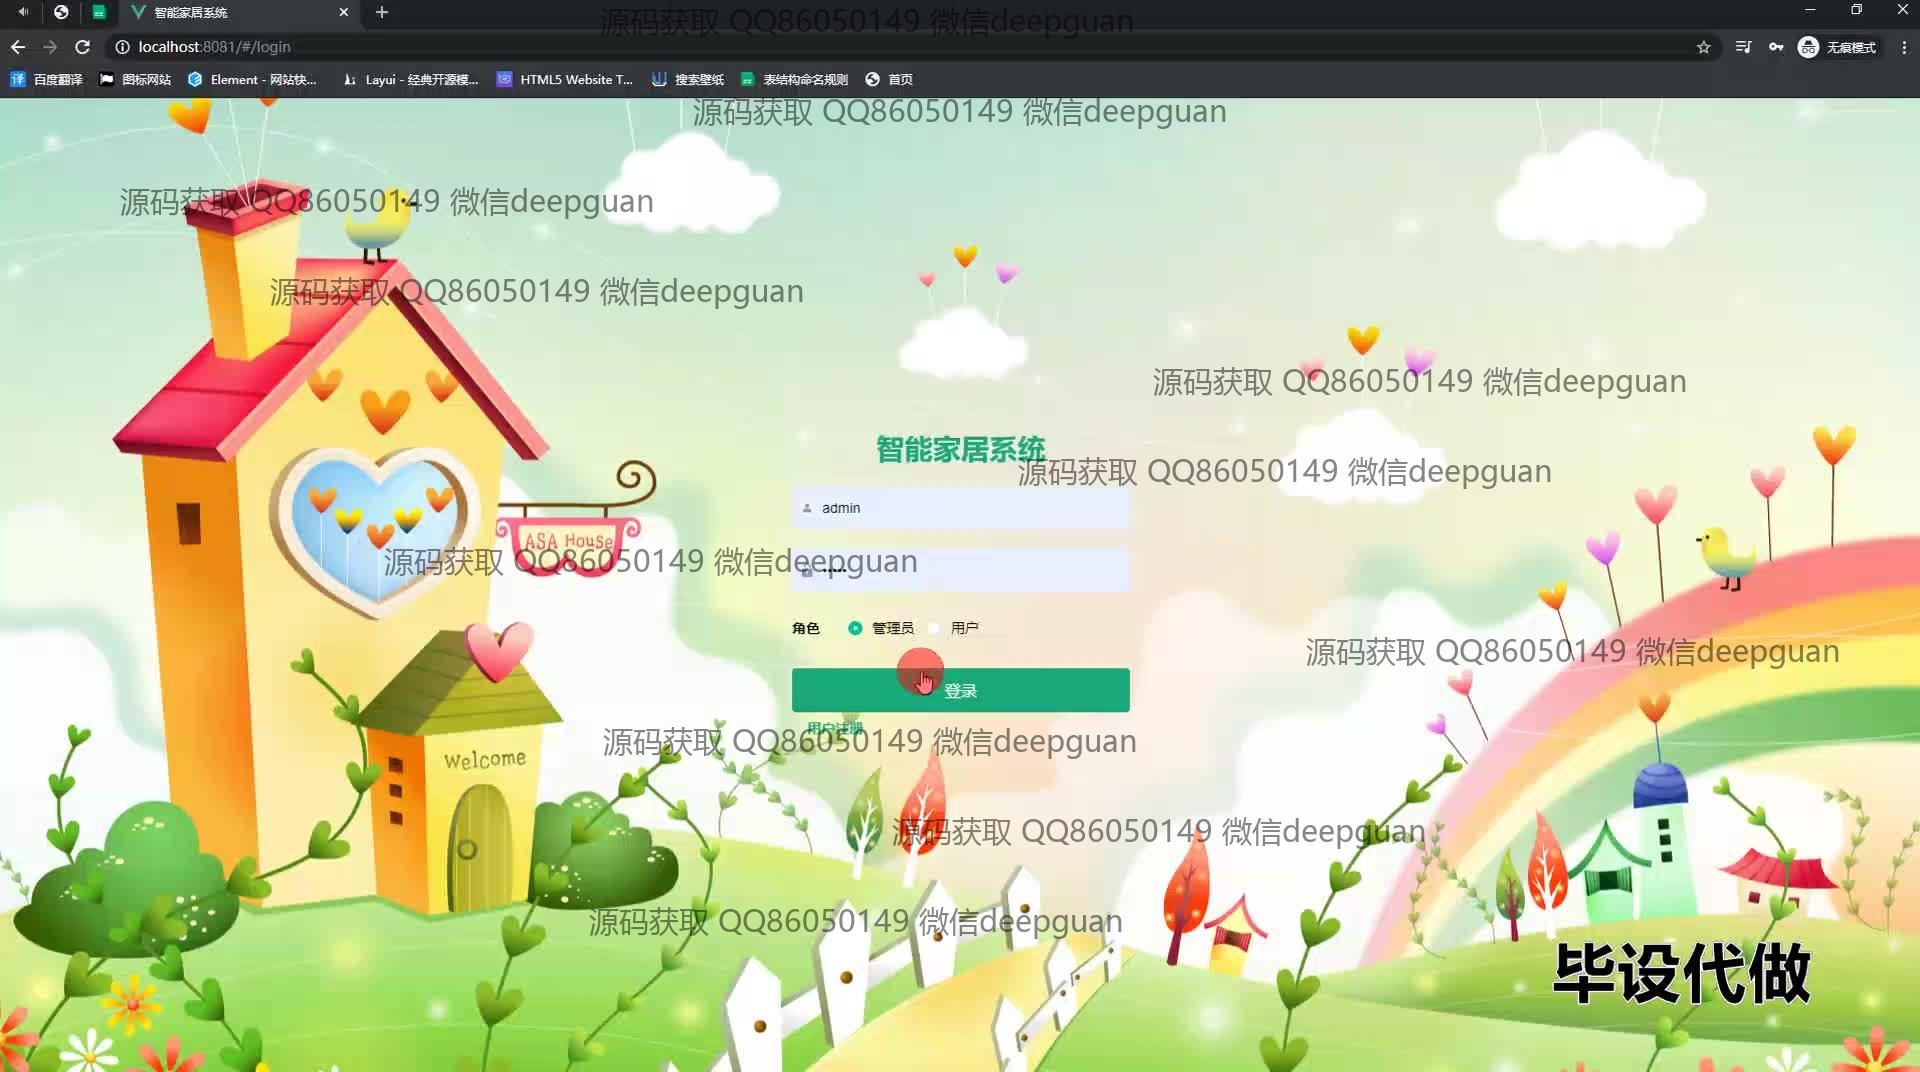 智能家居系统
源码获取 QQ86050149 微信deepguan
localhost:8081/#/login
无痕模式
百度翻译 图标网站 Element - 网站快... Layui - 经典开源模... HTML5 Website T... 搜索壁纸 表结构命名规则 首页
源码获取 QQ86050149 微信deepguan
源码获取 QQ86050149 微信deepguan
源码获取 QQ86050149 微信deepguan
源码获取 QQ86050149 微信deepguan
智能家居系统
源码获取 QQ86050149 微信deepguan
admin
ASA House
源码获取 QQ86050149 微信deepguan
角色 管理员 用户
源码获取 QQ86050149 微信deepguan
登录
用户注册
源码获取 QQ86050149 微信deepguan
Welcome
源码获取 QQ86050149 微信deepguan
源码获取 QQ86050149 微信deepguan
毕设代做